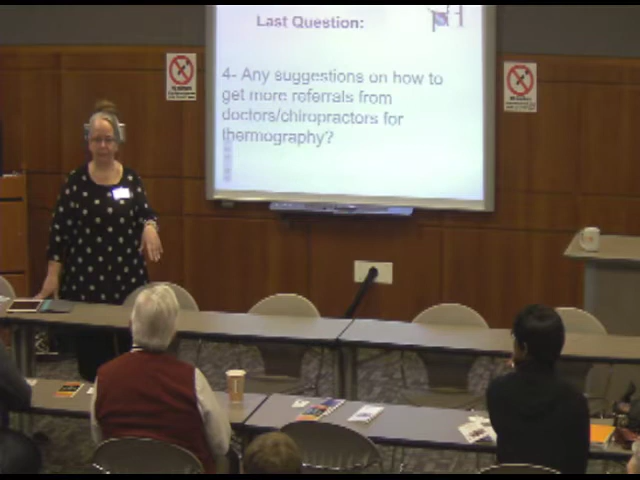 Last Question:
4- Any suggestions on how to
get more referrals from
doctors/chiropractors for
thermography?